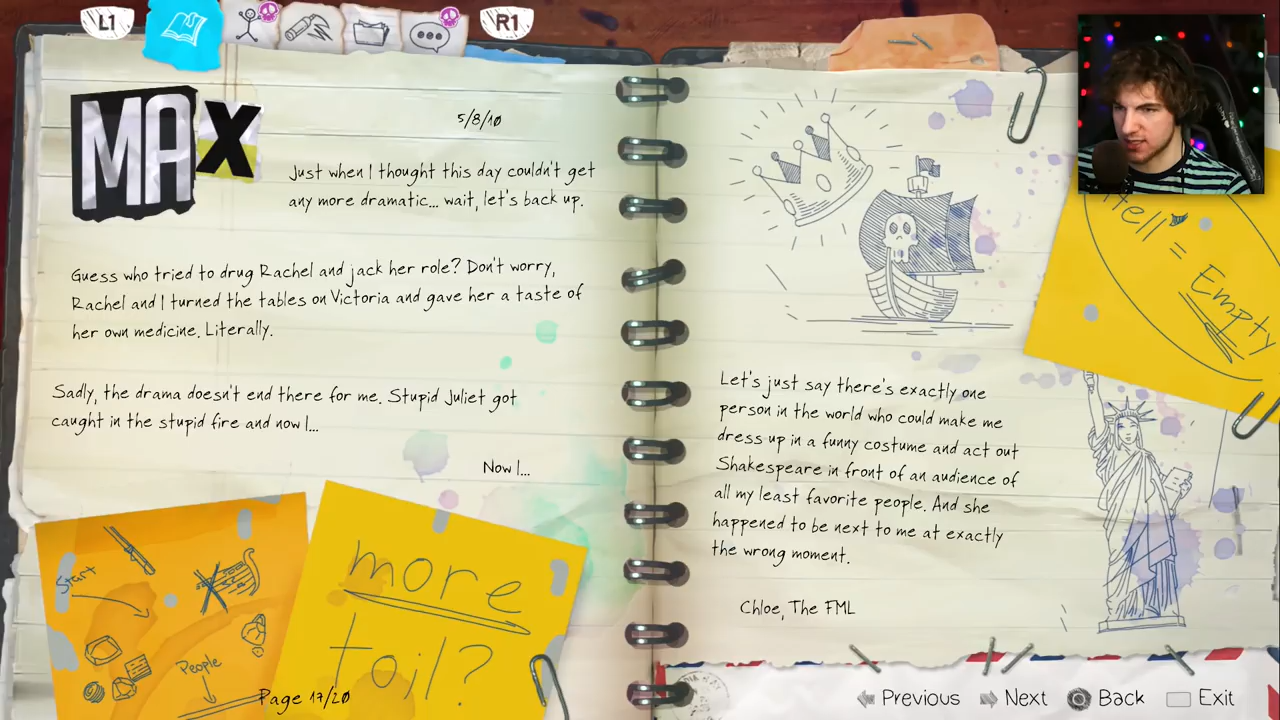 L1
R1
MAX
5/8/10
Just when I thought this day couldn't get
any more dramatic... wait, let's back up.
Guess who tried to drug Rachel and jack her role? Don't worry,
Rachel and I turned the tables on Victoria and gave her a taste of
her own medicine. Literally.
Sadly, the drama doesn't end there for me. Stupid Juliet got
caught in the stupid fire and now I...
Now I...
Start
People
more
toil?
Page 17/20
Hell =
Empty
Let's just say there's exactly one
person in the world who could make me
dress up in a funny costume and act out
Shakespeare in front of an audience of
all my least favorite people. And she
happened to be next to me at exactly
the wrong moment.
Chloe, The FML
Previous
Next
Back
Exit